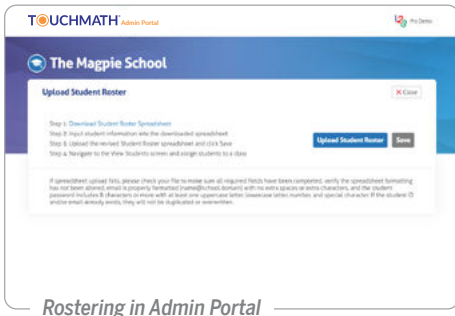 TOUCHMATH Admin Portal
Pro Demo
The Magpie School
Upload Student Roster
Close
Step 1: Download Student Roster Spreadsheet
Step 2: Input student information into the downloaded spreadsheet
Step 3: Upload the revised Student Roster spreadsheet and click Save
Step 4: Navigate to the View Students screen and assign students to a class
Upload Student Roster
Save
If spreadsheet upload fails, please check your file to make sure all required fields have been completed, verify the spreadsheet formatting
has not been altered, email is properly formatted (name@school.domain) with no extra spaces or extra characters, and the student
password includes 8 characters or more with at least one uppercase letter, lowercase letter, number, and special character. If the student ID
and/or email already exists, they will not be duplicated or overwritten.
Rostering in Admin Portal